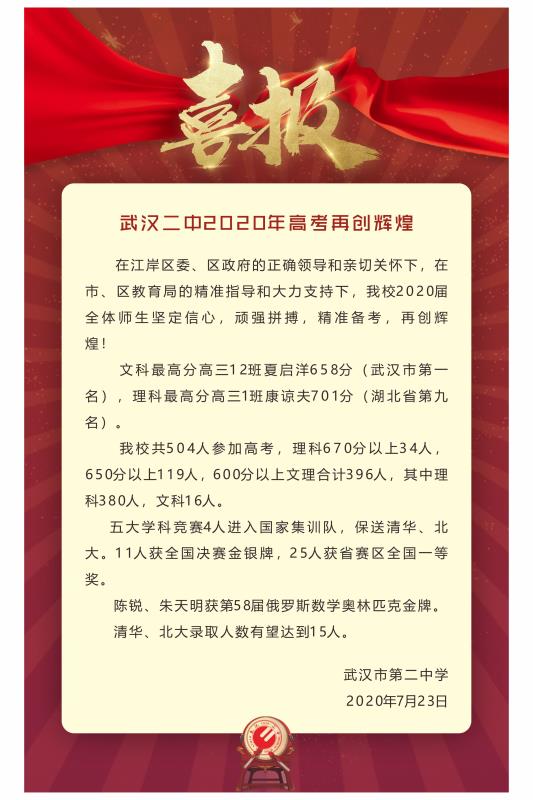 喜报
武汉二中2020年高考再创辉煌
在江岸区委、区政府的正确领导和亲切关怀下，在
市、区教育局的精准指导和大力支持下，我校2020届
全体师生坚定信心，顽强拼搏，精准备考，再创辉
煌！
文科最高分高三12班夏启洋658分（武汉市第一
名），理科最高分高三1班康谅夫701分（湖北省第九
名）。
我校共504人参加高考，理科670分以上34人，
650分以上119人，600分以上文理合计396人，其中理
科380人，文科16人。
五大学科竞赛4人进入国家集训队，保送清华、北
大。11人获全国决赛金银牌，25人获省赛区全国一等
奖。
陈锐、朱天明获第58届俄罗斯数学奥林匹克金牌。
清华、北大录取人数有望达到15人。
武汉市第二中学
2020年7月23日